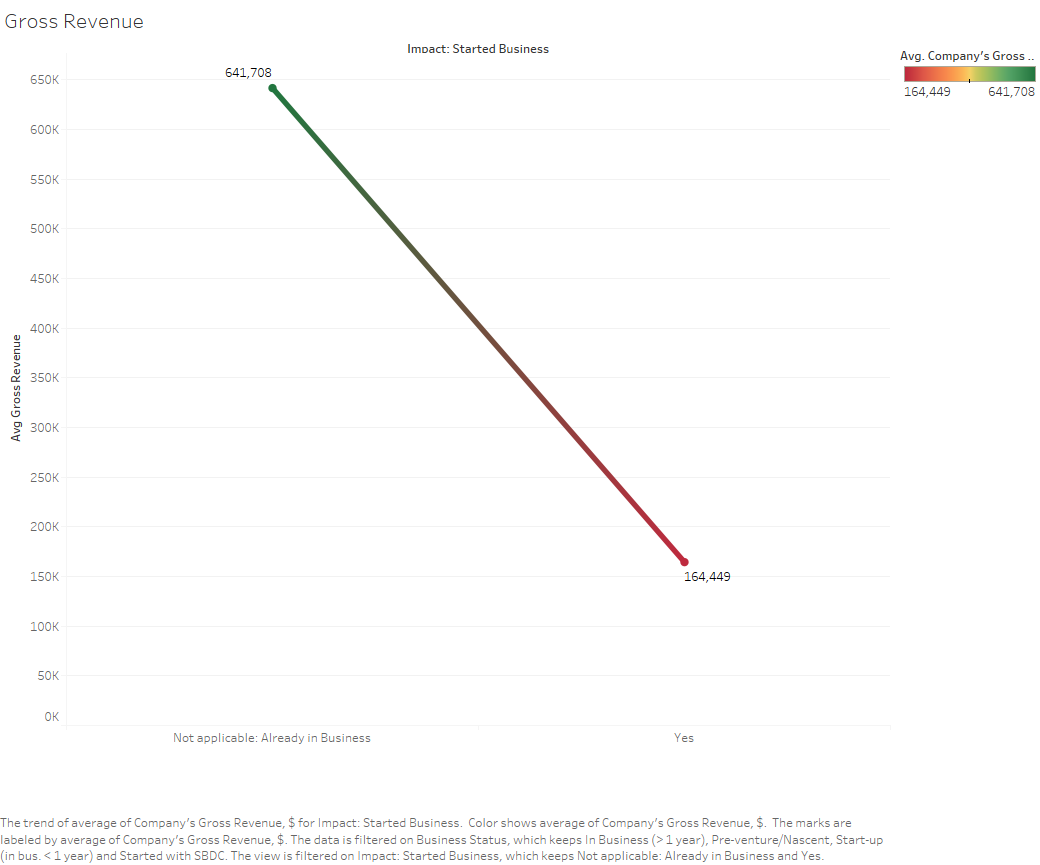 Gross Revenue
Impact: Started Business
Avg. Company's Gross ..
164,449 641,708
641,708
650K
600K
550K
500K
450K
400K
350K
300K
250K
200K
150K
100K
50K
0K
Avg Gross Revenue
164,449
Not applicable: Already in Business Yes
The trend of average of Company's Gross Revenue, $ for Impact: Started Business.  Color shows average of Company's Gross Revenue, $.  The marks are
labeled by average of Company's Gross Revenue, $. The data is filtered on Business Status, which keeps In Business (> 1 year), Pre-venture/Nascent, Start-up
(in bus. < 1 year) and Started with SBDC. The view is filtered on Impact: Started Business, which keeps Not applicable: Already in Business and Yes.